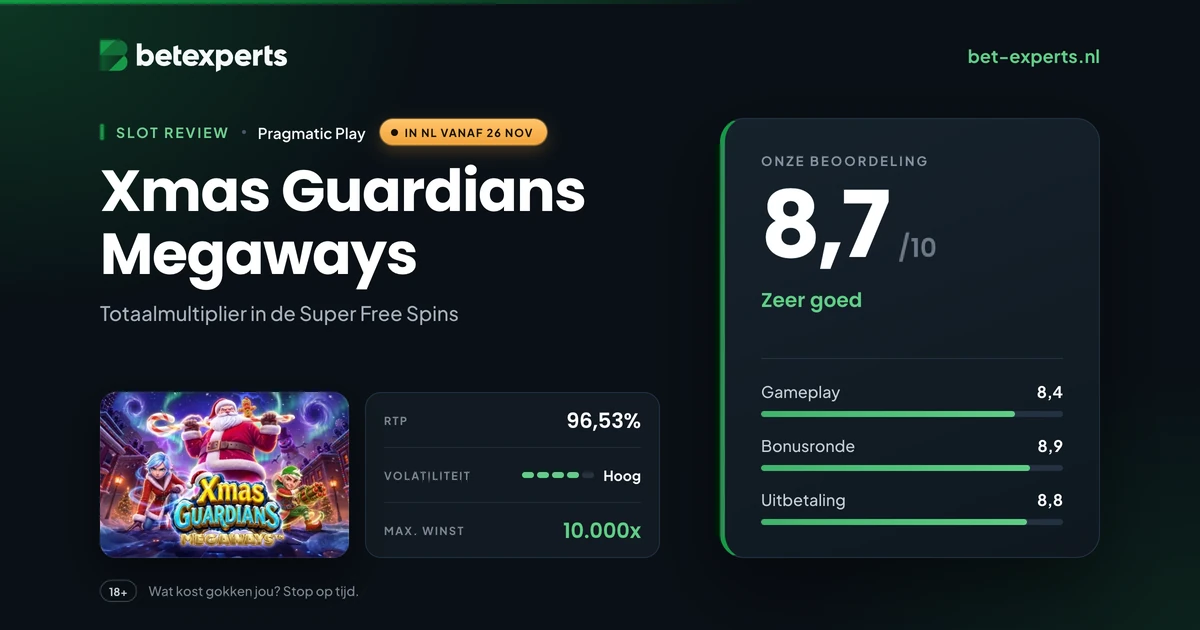 betexperts
bet-experts.nl
SLOT REVIEW • Pragmatic Play • IN NL VANAF 26 NOV
Xmas Guardians
Megaways
Totaalmultiplier in de Super Free Spins
Xmas
GUARDIANS
MEGAWAYS
RTP 96,53%
VOLATILITEIT Hoog
MAX. WINST 10.000x
18+ Wat kost gokken jou? Stop op tijd.
ONZE BEOORDELING
8,7 /10
Zeer goed
Gameplay 8,4
Bonusronde 8,9
Uitbetaling 8,8